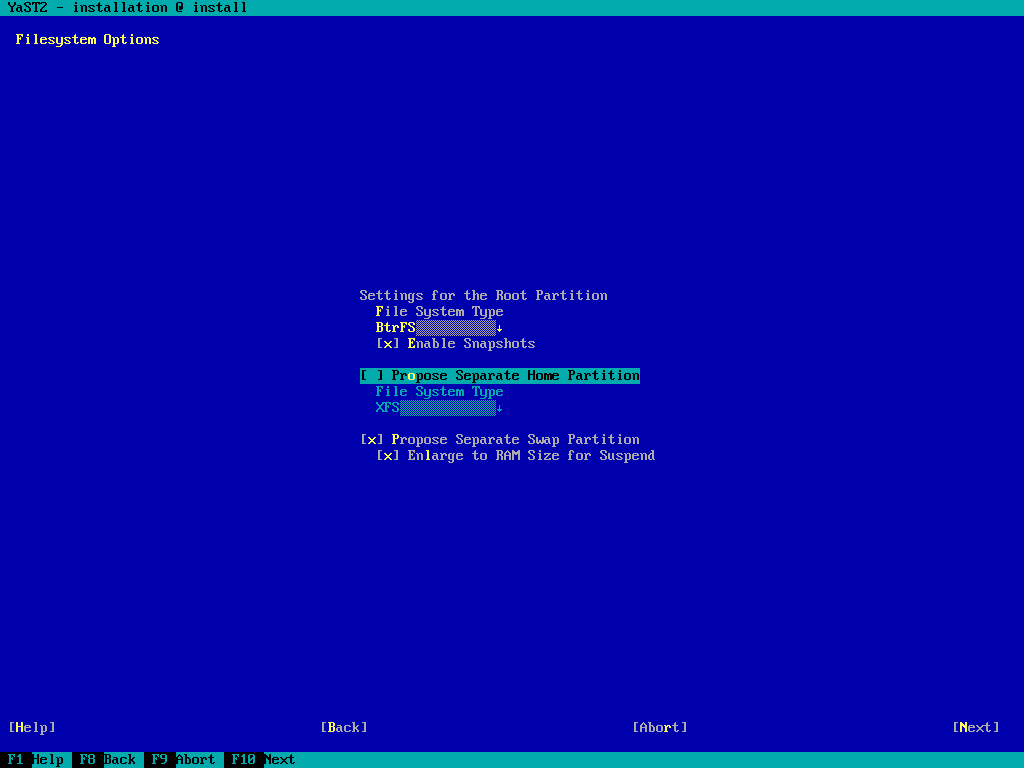 YaST2 - installation @ install
Filesystem Options
Settings for the Root Partition
File System Type
BtrFS↓
[x] Enable Snapshots
[ ] Propose Separate Home Partition
File System Type
XFS↓
[x] Propose Separate Swap Partition
[x] Enlarge to RAM Size for Suspend
[Help] [Back] [Abort] [Next]
F1 Help F8 Back F9 Abort F10 Next